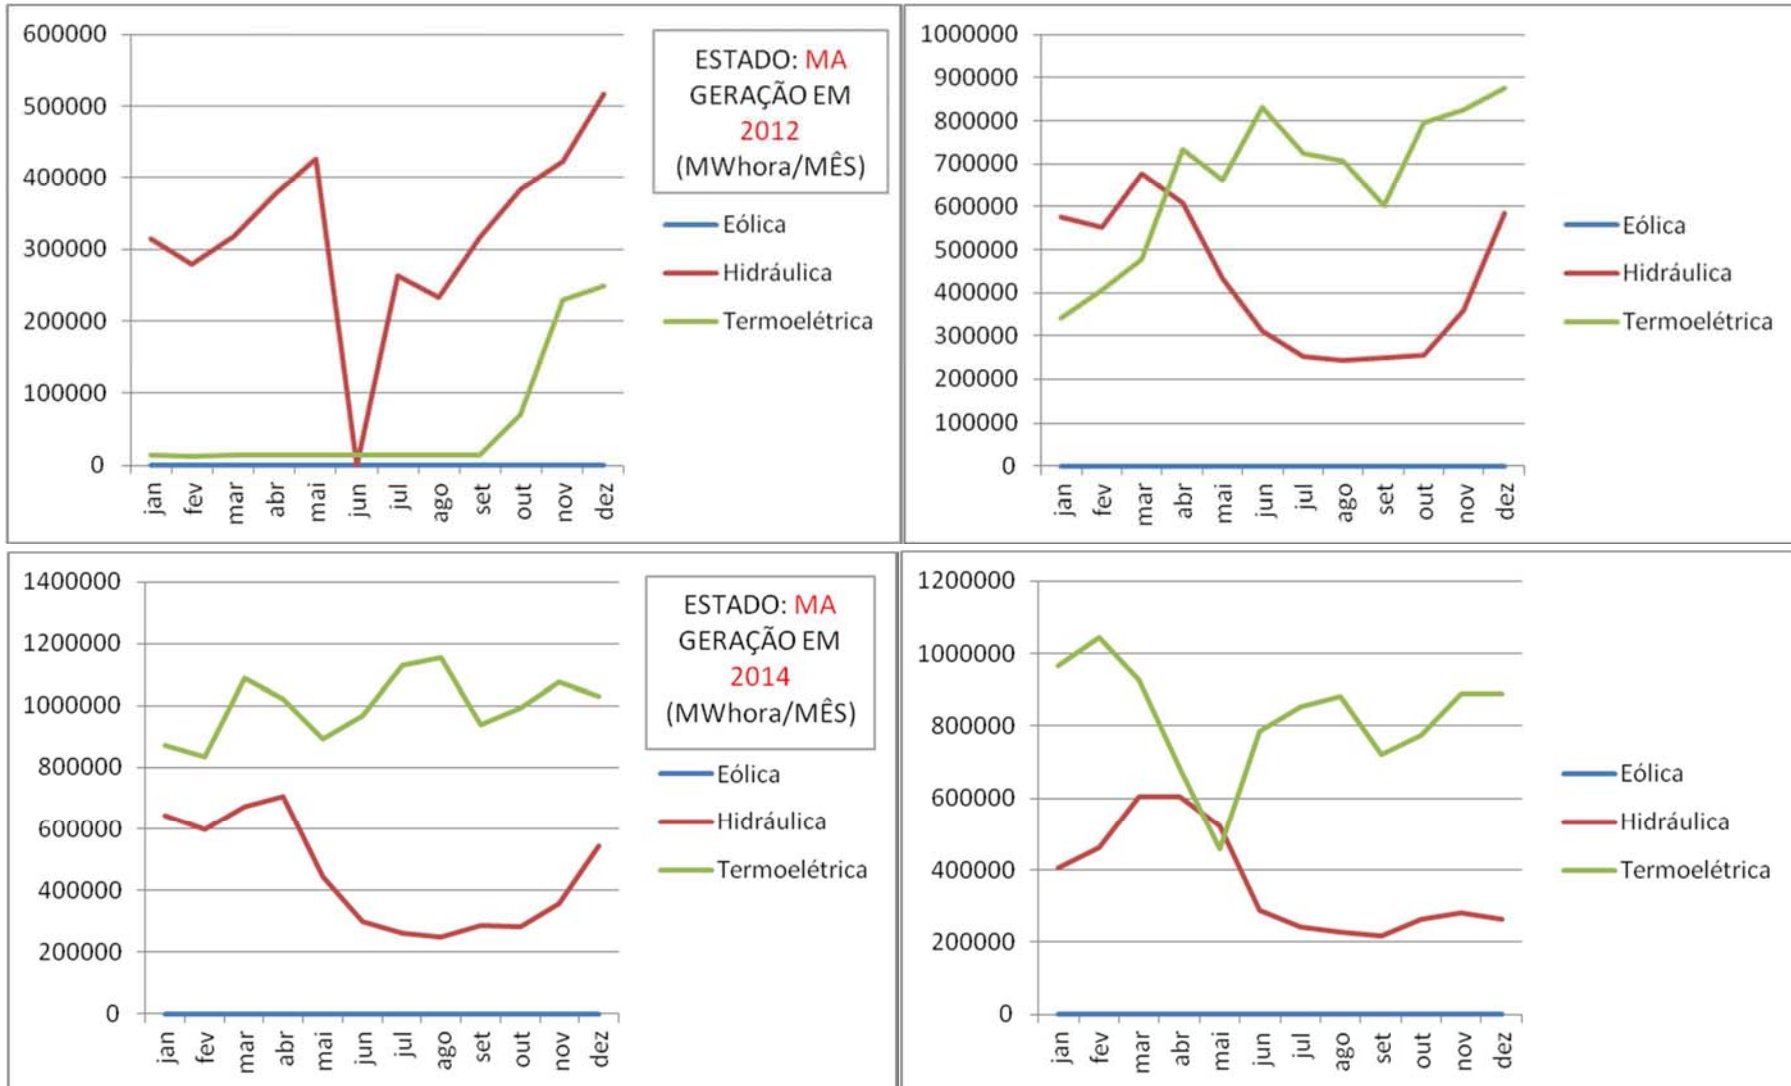 600000
500000
400000
300000
200000
100000
0
jan
fev
mar
abr
mai
jun
jul
ago
set
out
nov
dez
ESTADO: MA
GERAÇÃO EM
2012
(MWhora/MÊS)
Eólica
Hidráulica
Termoelétrica
1000000
900000
800000
700000
600000
500000
400000
300000
200000
100000
0
jan
fev
mar
abr
mai
jun
jul
ago
set
out
nov
dez
Eólica
Hidráulica
Termoelétrica
1400000
1200000
1000000
800000
600000
400000
200000
0
jan
fev
mar
abr
mai
jun
jul
ago
set
out
nov
dez
ESTADO: MA
GERAÇÃO EM
2014
(MWhora/MÊS)
Eólica
Hidráulica
Termoelétrica
1200000
1000000
800000
600000
400000
200000
0
jan
fev
mar
abr
mai
jun
jul
ago
set
out
nov
dez
Eólica
Hidráulica
Termoelétrica